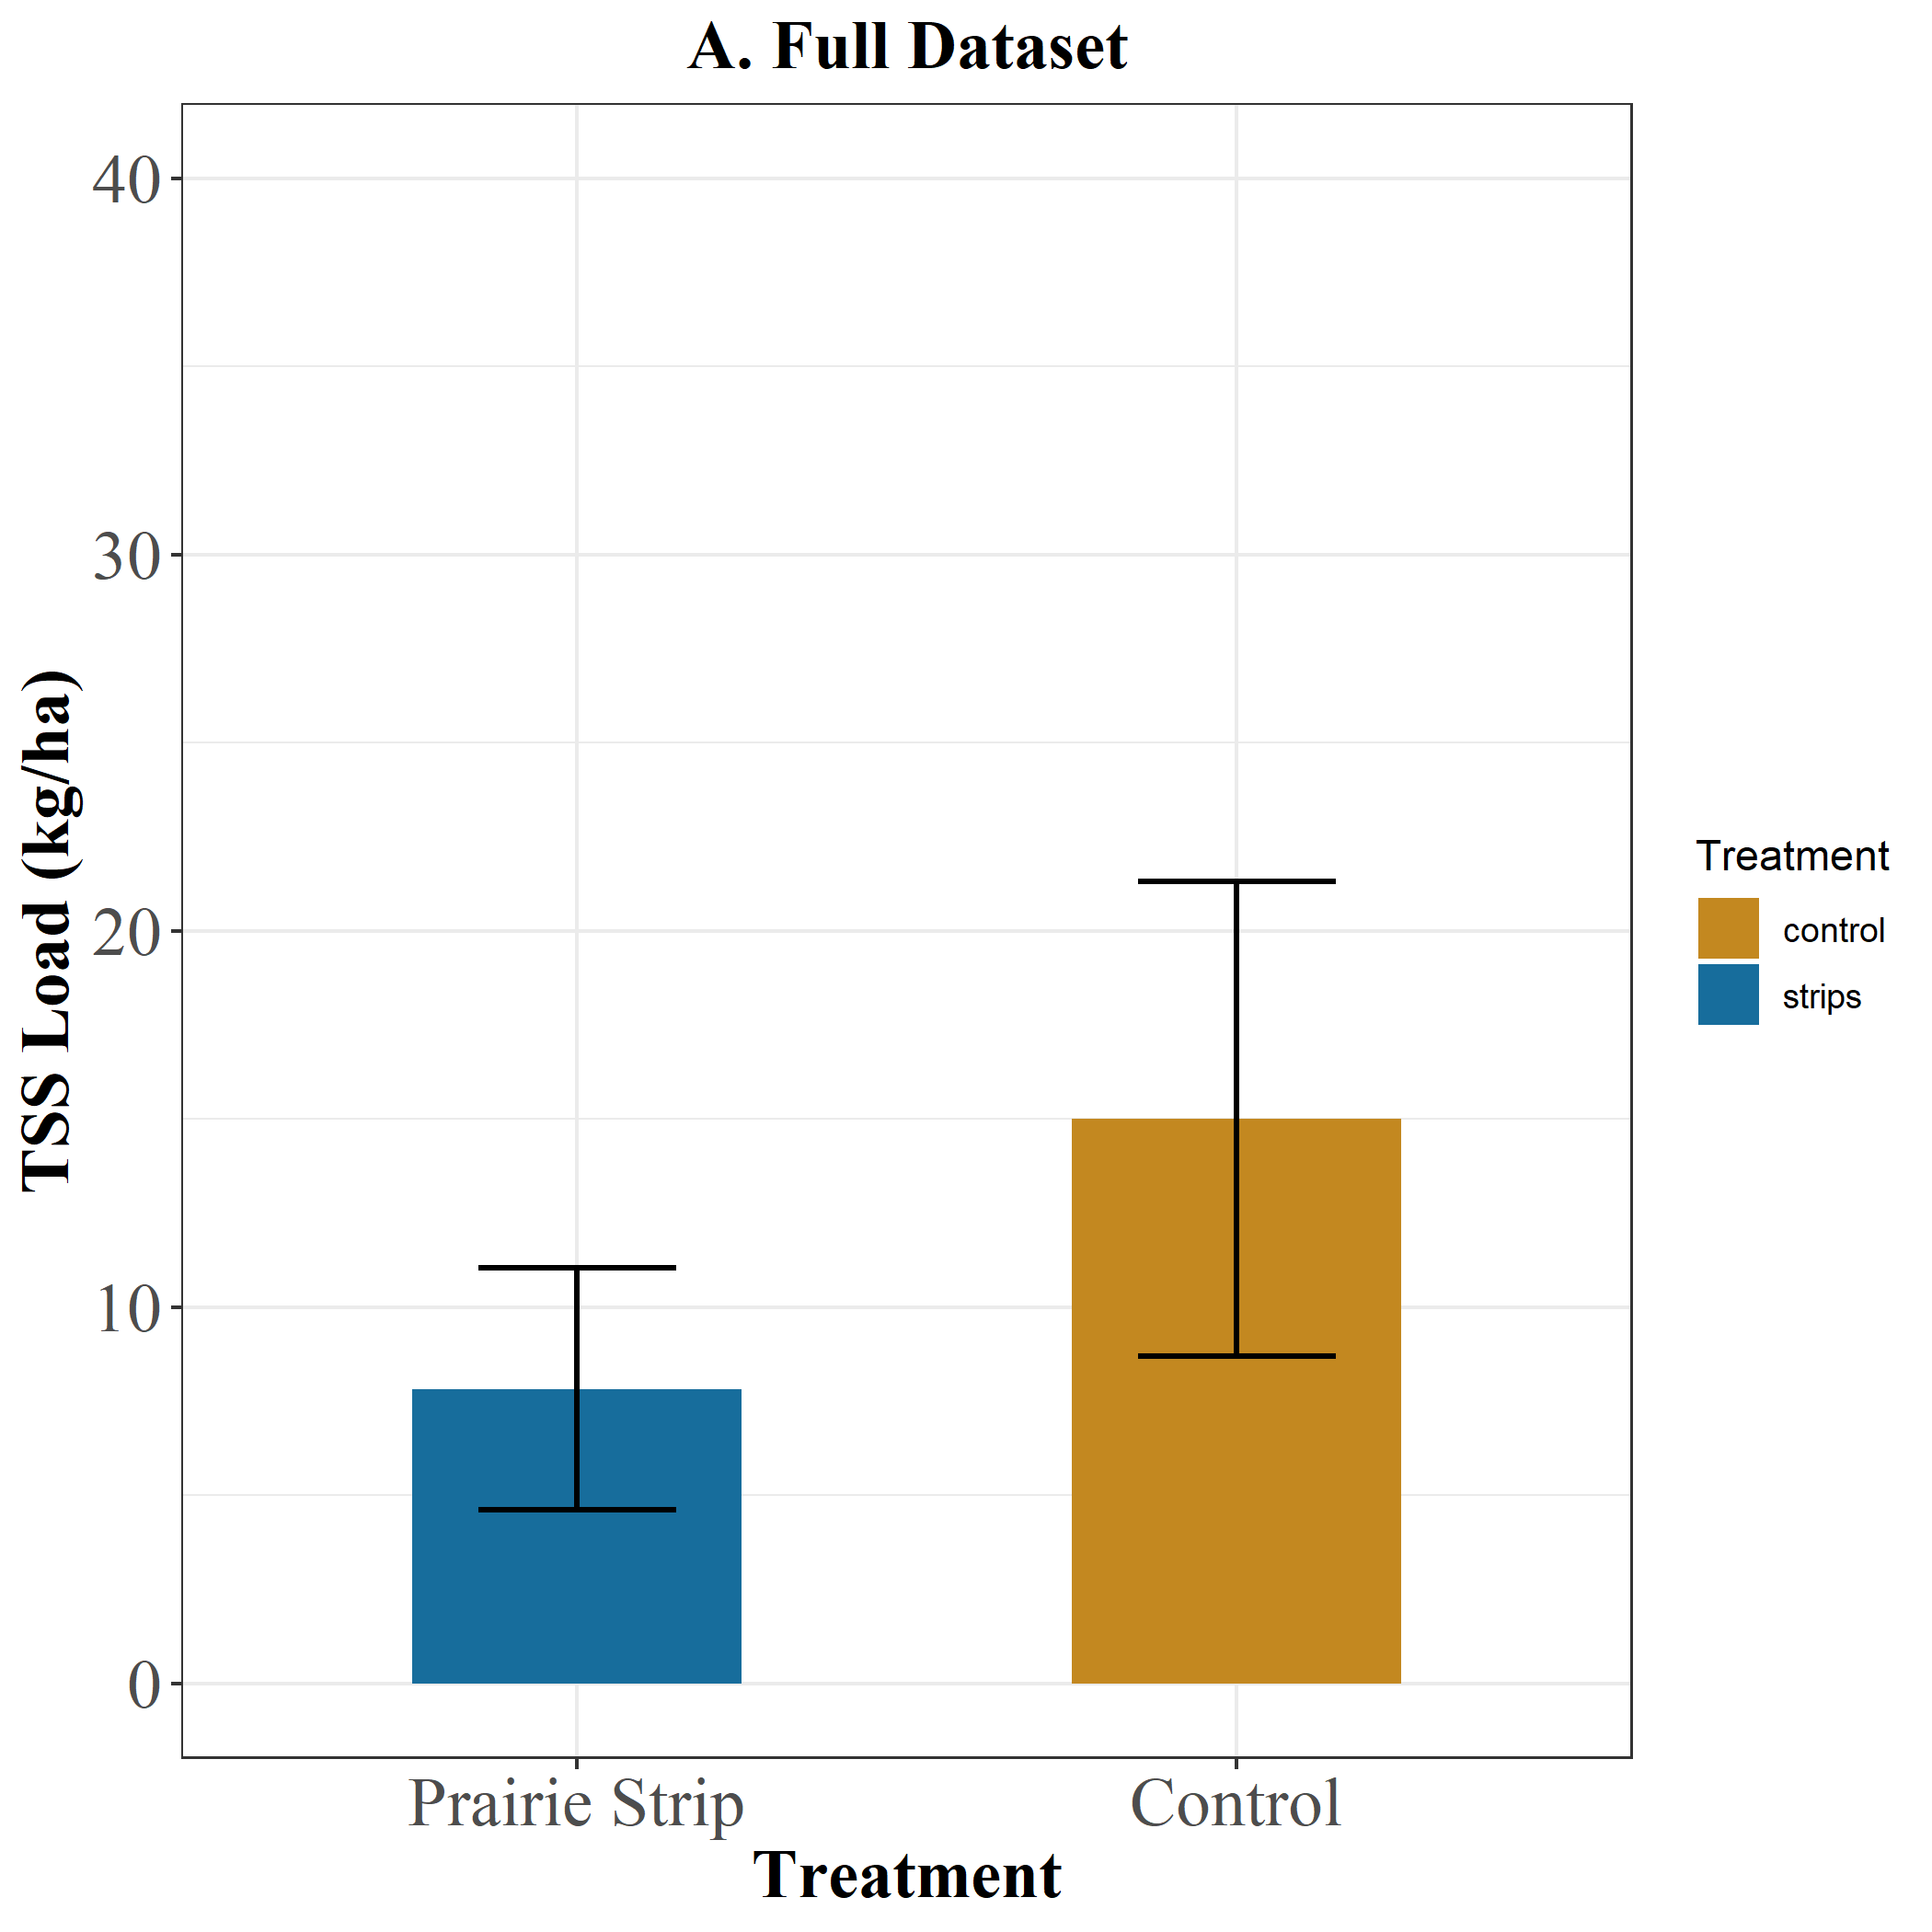 A. Full Dataset
TSS Load (kg/ha)
40
30
20
10
0
Prairie Strip
Control
Treatment
Treatment
control
strips